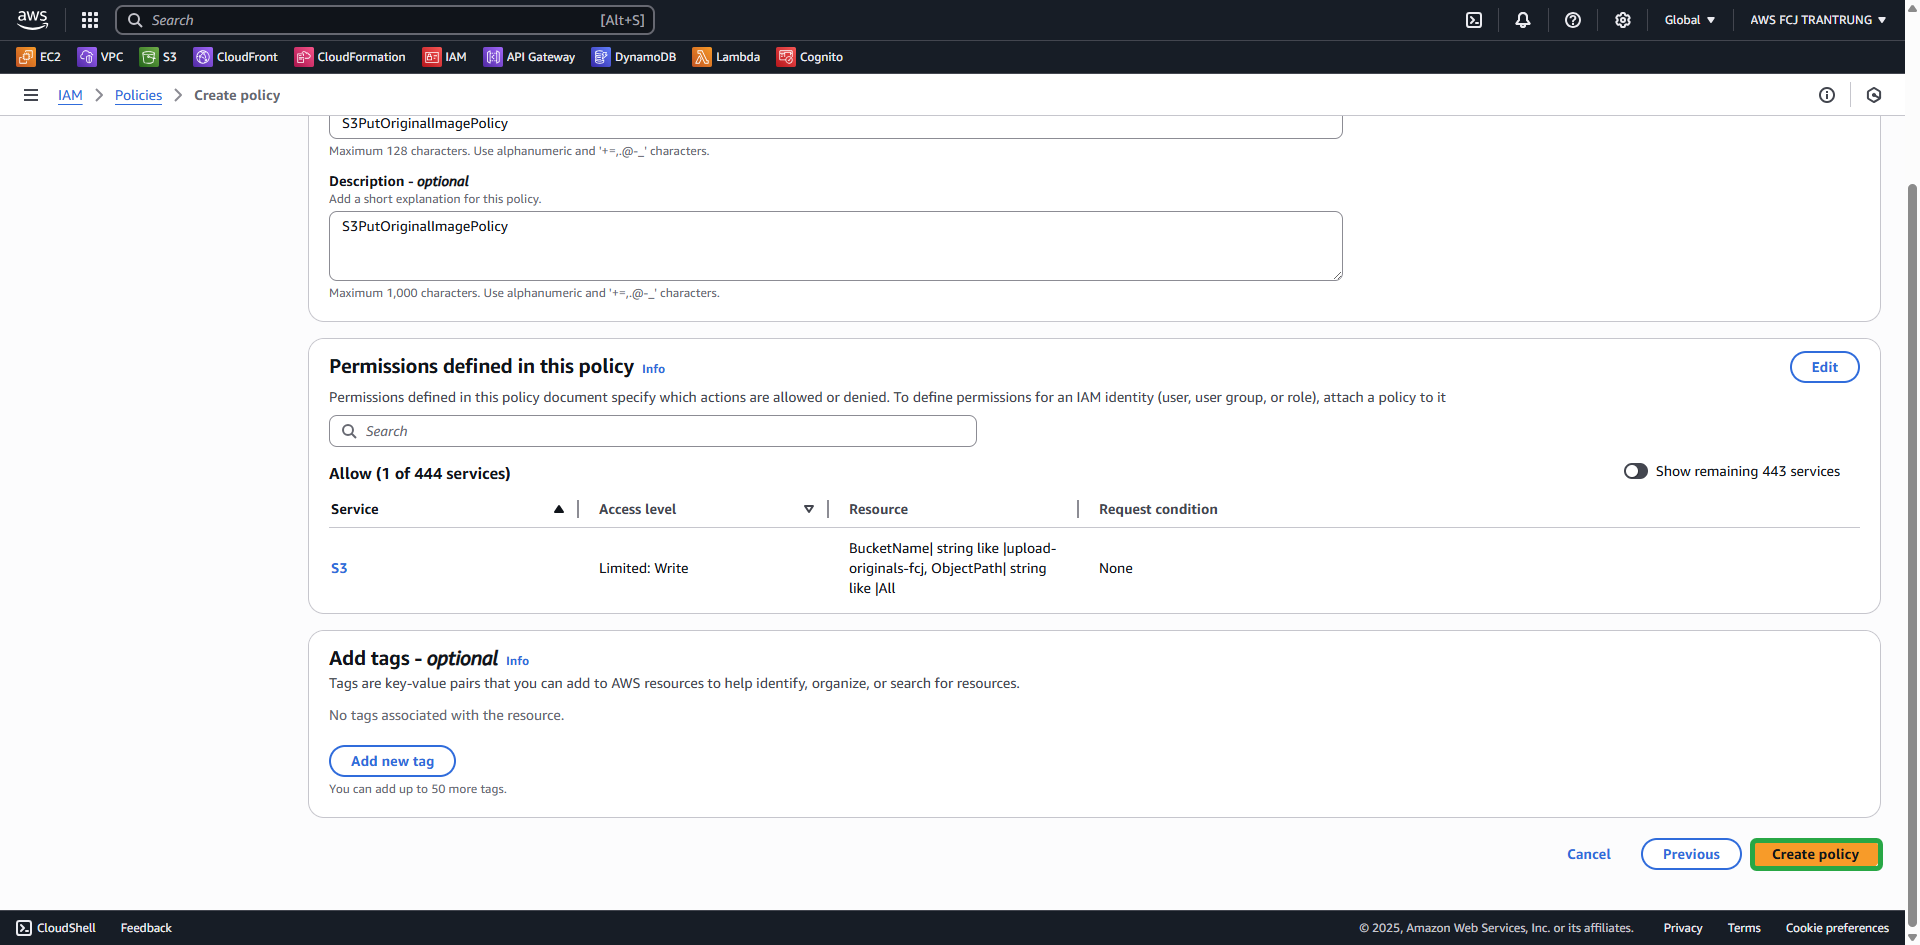 aws
Search [Alt+S]
Global
AWS FCJ TRANTRUNG
EC2 VPC S3 CloudFront CloudFormation IAM API Gateway DynamoDB Lambda Cognito
IAM Policies Create policy
S3PutOriginalImagePolicy
Maximum 128 characters. Use alphanumeric and '+=,.@-_' characters.
Description - optional
Add a short explanation for this policy.
S3PutOriginalImagePolicy
Maximum 1,000 characters. Use alphanumeric and '+=,.@-_' characters.
Permissions defined in this policy Info
Edit
Permissions defined in this policy document specify which actions are allowed or denied. To define permissions for an IAM identity (user, user group, or role), attach a policy to it
Search
Allow (1 of 444 services)
Show remaining 443 services
Service Access level Resource Request condition
S3 Limited: Write
BucketName| string like |upload-
originals-fcj, ObjectPath| string
like |All
None
Add tags - optional Info
Tags are key-value pairs that you can add to AWS resources to help identify, organize, or search for resources.
No tags associated with the resource.
Add new tag
You can add up to 50 more tags.
Cancel Previous Create policy
CloudShell Feedback
© 2025, Amazon Web Services, Inc. or its affiliates. Privacy Terms Cookie preferences